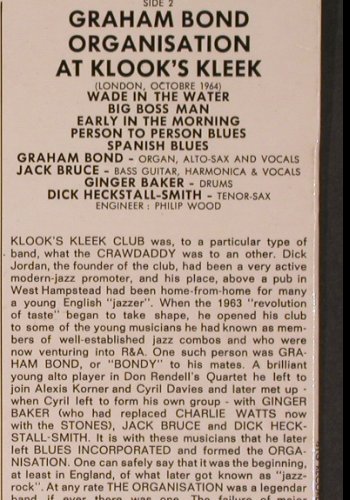 SIDE 2
GRAHAM BOND
ORGANISATION
AT KLOOK'S KLEEK
(LONDON, OCTOBRE 1964)
WADE IN THE WATER
BIG BOSS MAN
EARLY IN THE MORNING
PERSON TO PERSON BLUES
SPANISH BLUES
GRAHAM BOND - ORGAN, ALTO-SAX AND VOCALS
JACK BRUCE - BASS GUITAR, HARMONICA & VOCALS
GINGER BAKER - DRUMS
DICK HECKSTALL-SMITH - TENOR-SAX
ENGINEER : PHILIP WOOD
KLOOK'S KLEEK CLUB was, to a particular type of
band, what the CRAWDADDY was to an other. Dick
Jordan, the founder of the club, had been a very active
modern-jazz promoter, and his place, above a pub in
West Hampstead had been home-from-home for many
a young English "jazzer". When the 1963 "revolution
of taste" began to take shape, he opened his club
to some of the young musicians he had known as mem-
bers of well-established jazz combos and who were
now venturing into R&A. One such person was GRA-
HAM BOND, or "BONDY" to his mates. A brilliant
young alto player in Don Rendell's Quartet he left to
join Alexis Korner and Cyril Davies and later met up -
when Cyril left to form his own group - with GINGER
BAKER (who had replaced CHARLIE WATTS now
with the STONES), JACK BRUCE and DICK HECK-
STALL-SMITH. It is with these musicians that he later
left BLUES INCORPORATED and formed the ORGA-
NISATION. One can safely say that it was the beginning,
at least in England, of what later got known as "jazz-
rock". At any rate THE ORGANISATION was a legendar
band, if ever there was one. The failure of